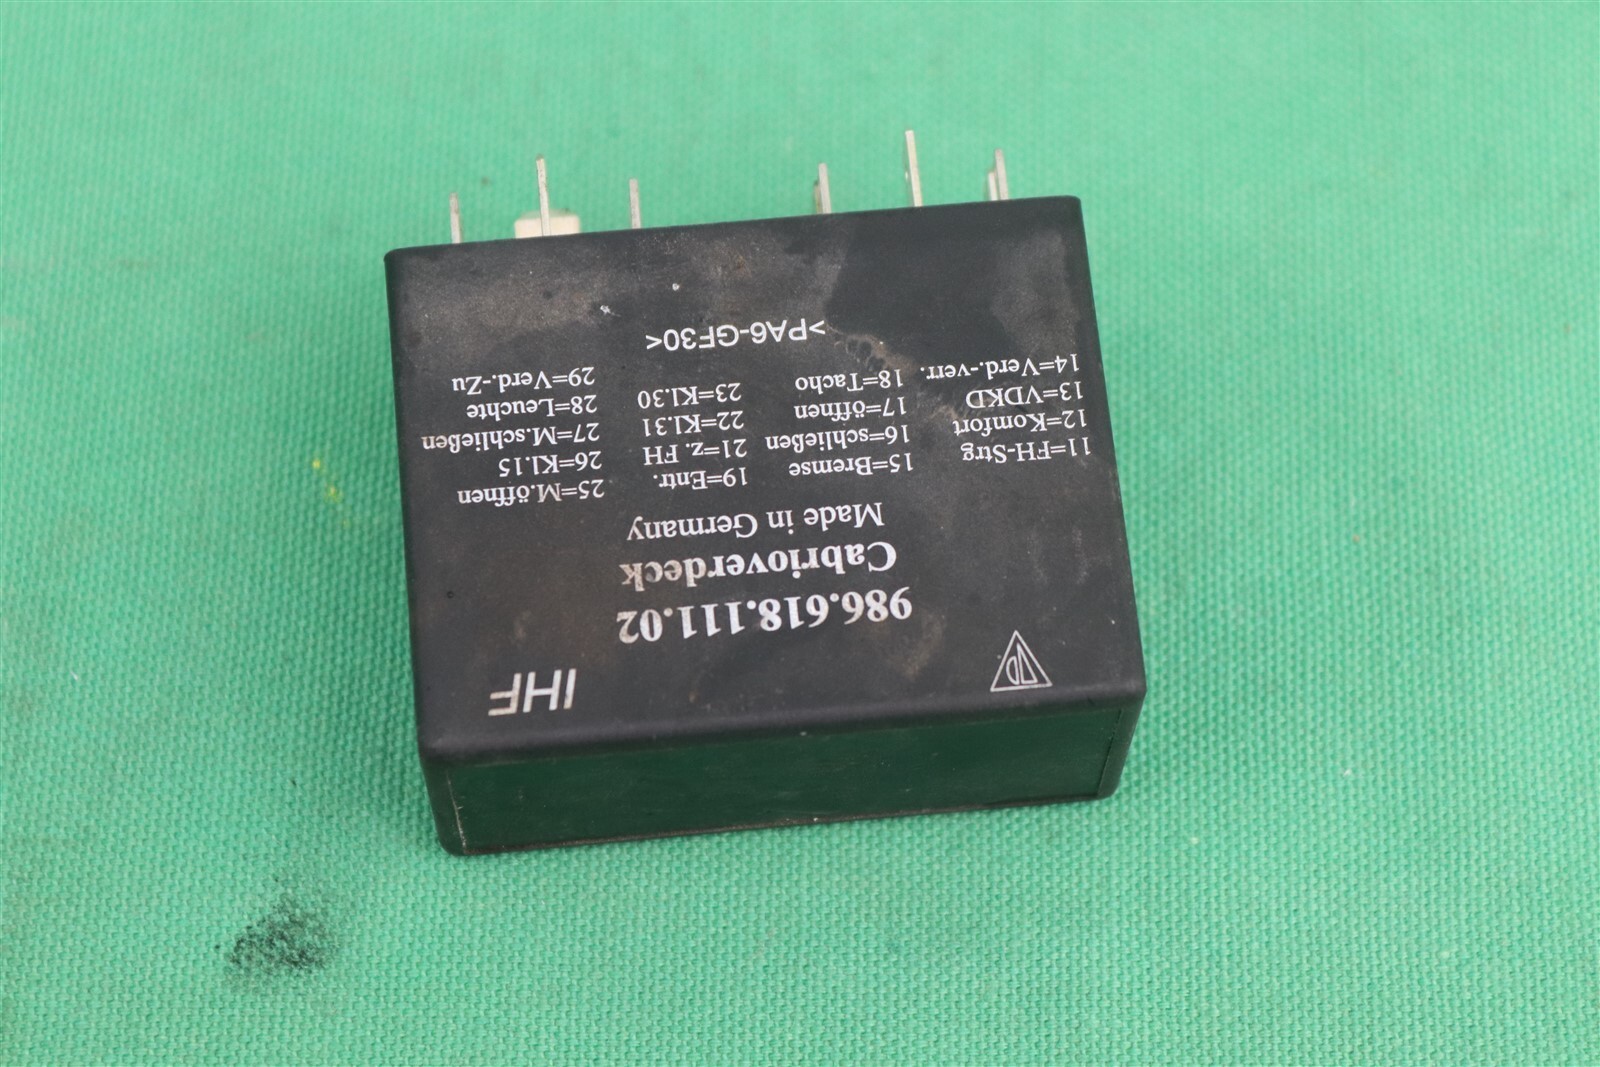 IHF
986.618.111.02
Cabrioverdeck
Made in Germany
11=FH-Strg
12=Komfort
13=VDKD
14=Verd.-verr.
15=Bremse
16=schließen
17=öffnen
18=Tacho
19=Entr.
21=z. FH
22=Kl.31
23=Kl.30
25=M.öffnen
26=Kl.15
27=M.schließen
28=Leuchte
29=Verd.-Zu
>PA6-GF30<